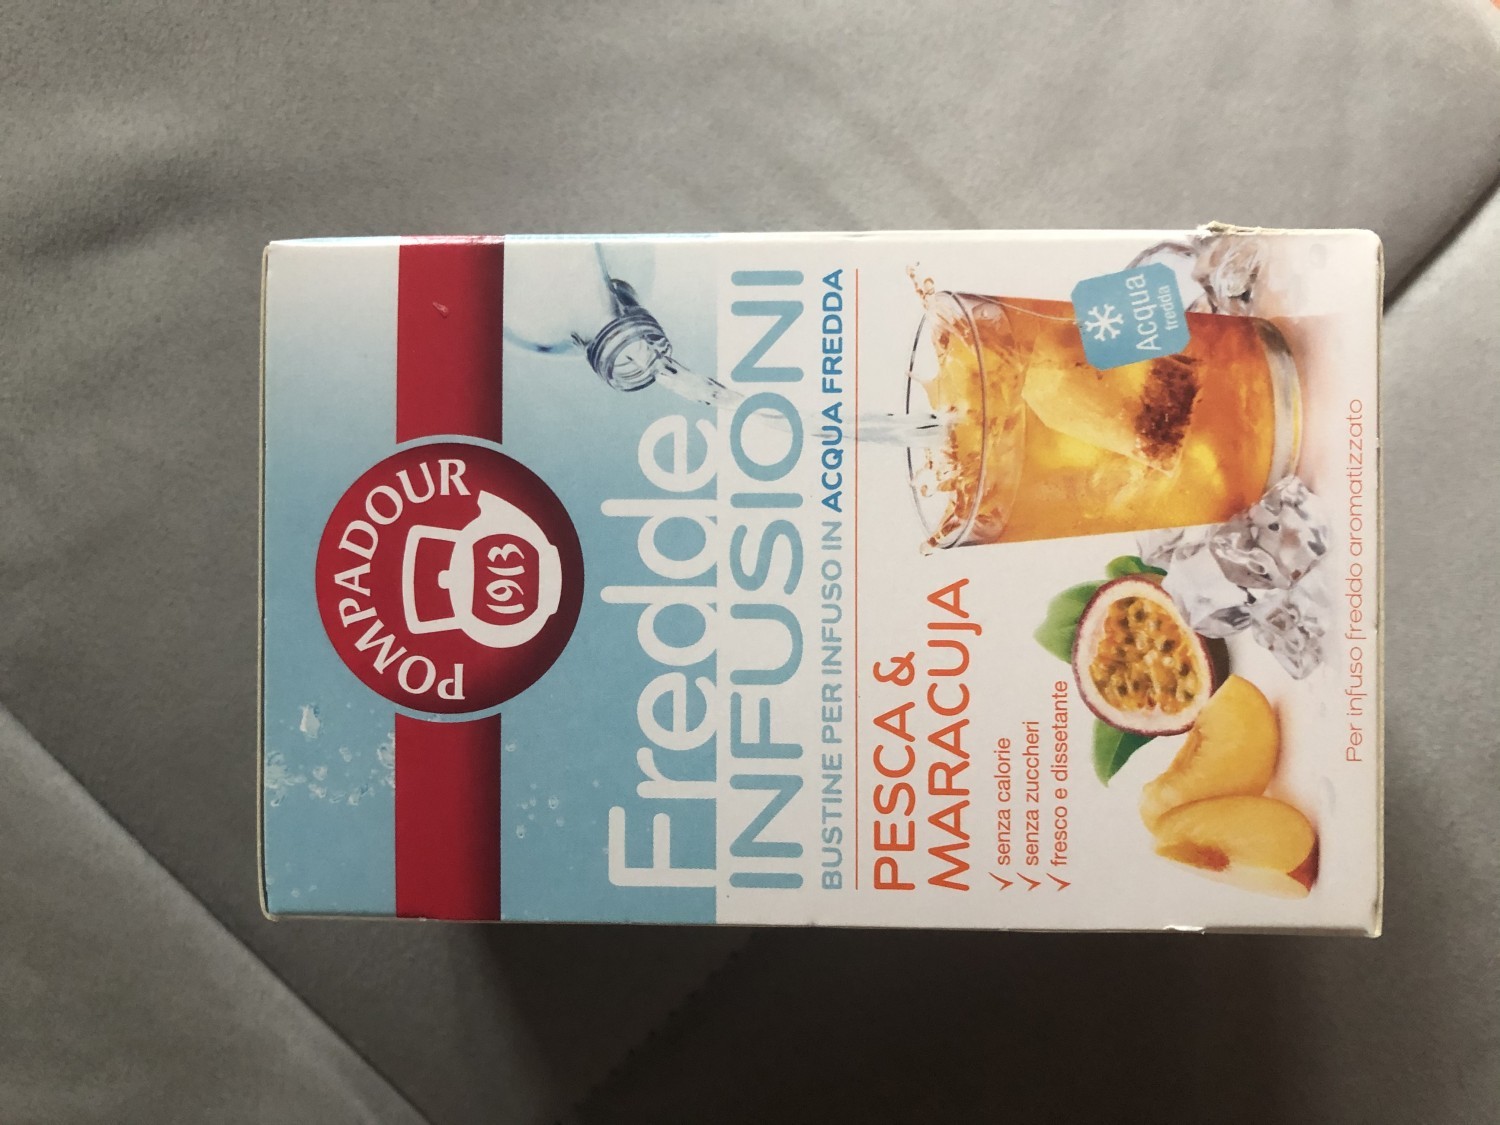 POMPADOUR
1913
Fredde
INFUSIONI
BUSTINE PER INFUSO IN ACQUA FREDDA
PESCA &
MARACUJA
✓ senza calorie
✓ senza zuccheri
✓ fresco e dissetante
Acqua
fredda
Per infuso freddo aromatizzato